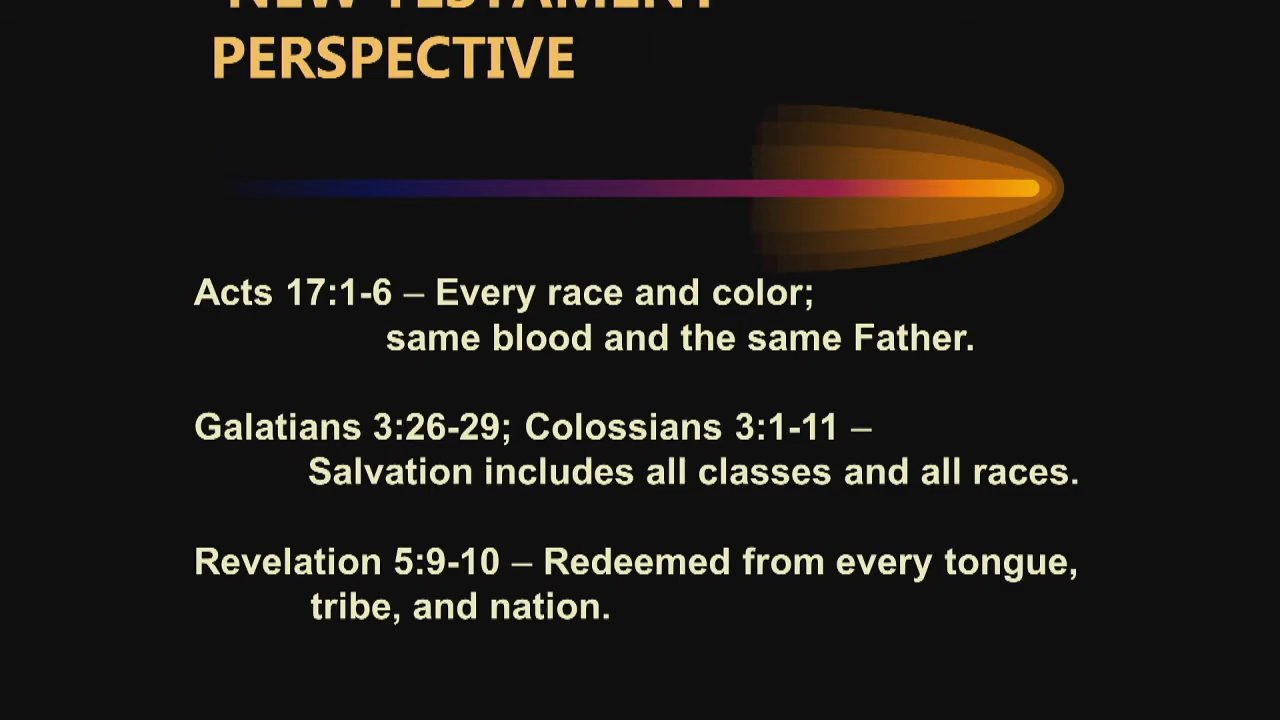 NEW TESTAMENT
PERSPECTIVE
Acts 17:1-6 – Every race and color;
same blood and the same Father.
Galatians 3:26-29; Colossians 3:1-11 –
Salvation includes all classes and all races.
Revelation 5:9-10 – Redeemed from every tongue,
tribe, and nation.